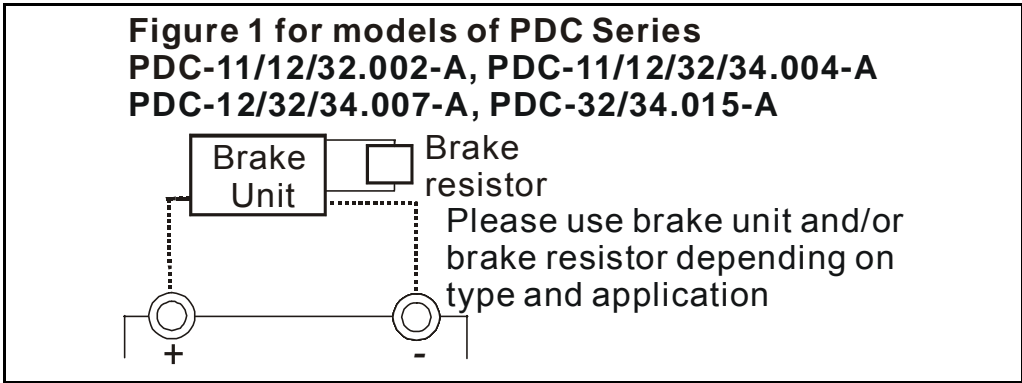 Figure 1 for models of PDC Series
PDC-11/12/32.002-A, PDC-11/12/32/34.004-A
PDC-12/32/34.007-A, PDC-32/34.015-A
Brake
Unit
Brake
resistor
Please use brake unit and/or
brake resistor depending on
type and application
+
-